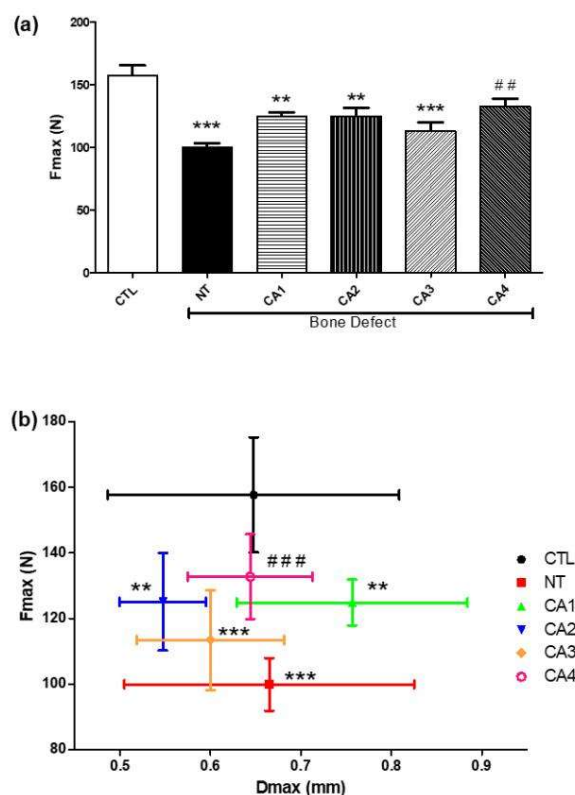 (a)
Fmax (N)
200
150
100
50
0
***
**
**
***
# #
CTL
NT
CA1
CA2
CA3
CA4
Bone Defect
(b)
Fmax (N)
180
160
140
120
100
80
**
###
**
***
***
CTL
NT
CA1
CA2
CA3
CA4
0.5 0.6 0.7 0.8 0.9
Dmax (mm)